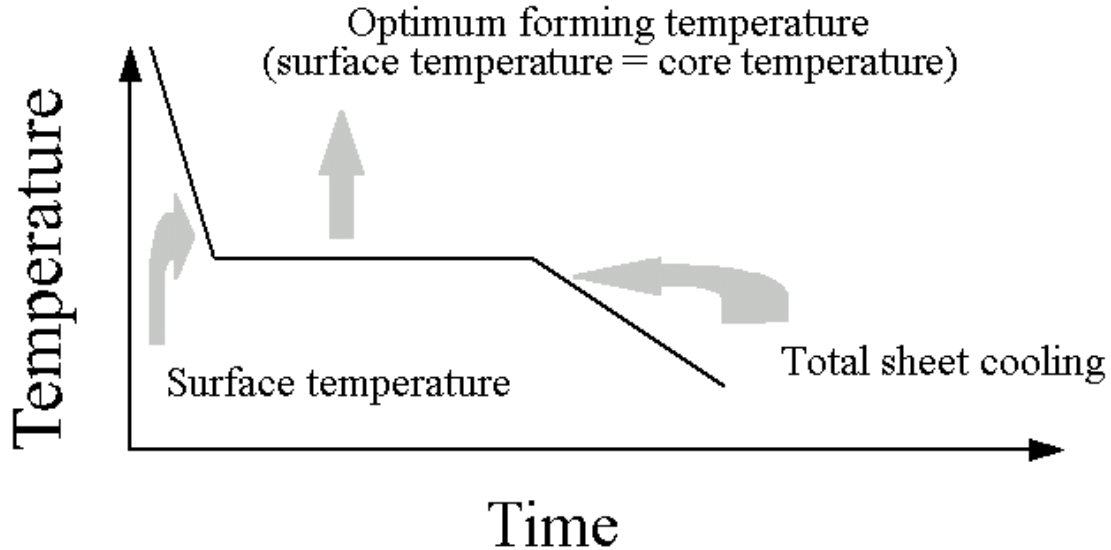 Optimum forming temperature
(surface temperature = core temperature)
Temperature
Surface temperature
Total sheet cooling
Time